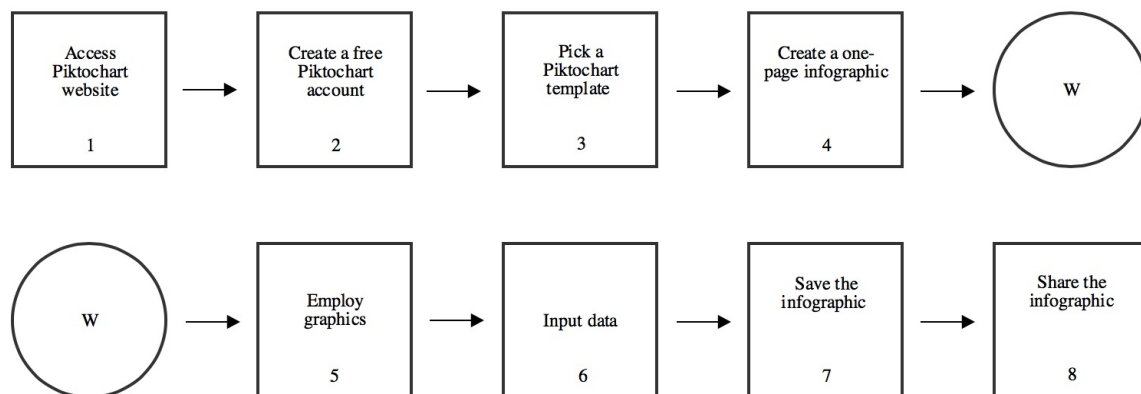 Access
Piktochart
website
1
Create a free
Piktochart
account
2
Pick a
Piktochart
template
3
Create a one-
page infographic
4
W
W
Employ
graphics
5
Input data
6
Save the
infographic
7
Share the
infographic
8